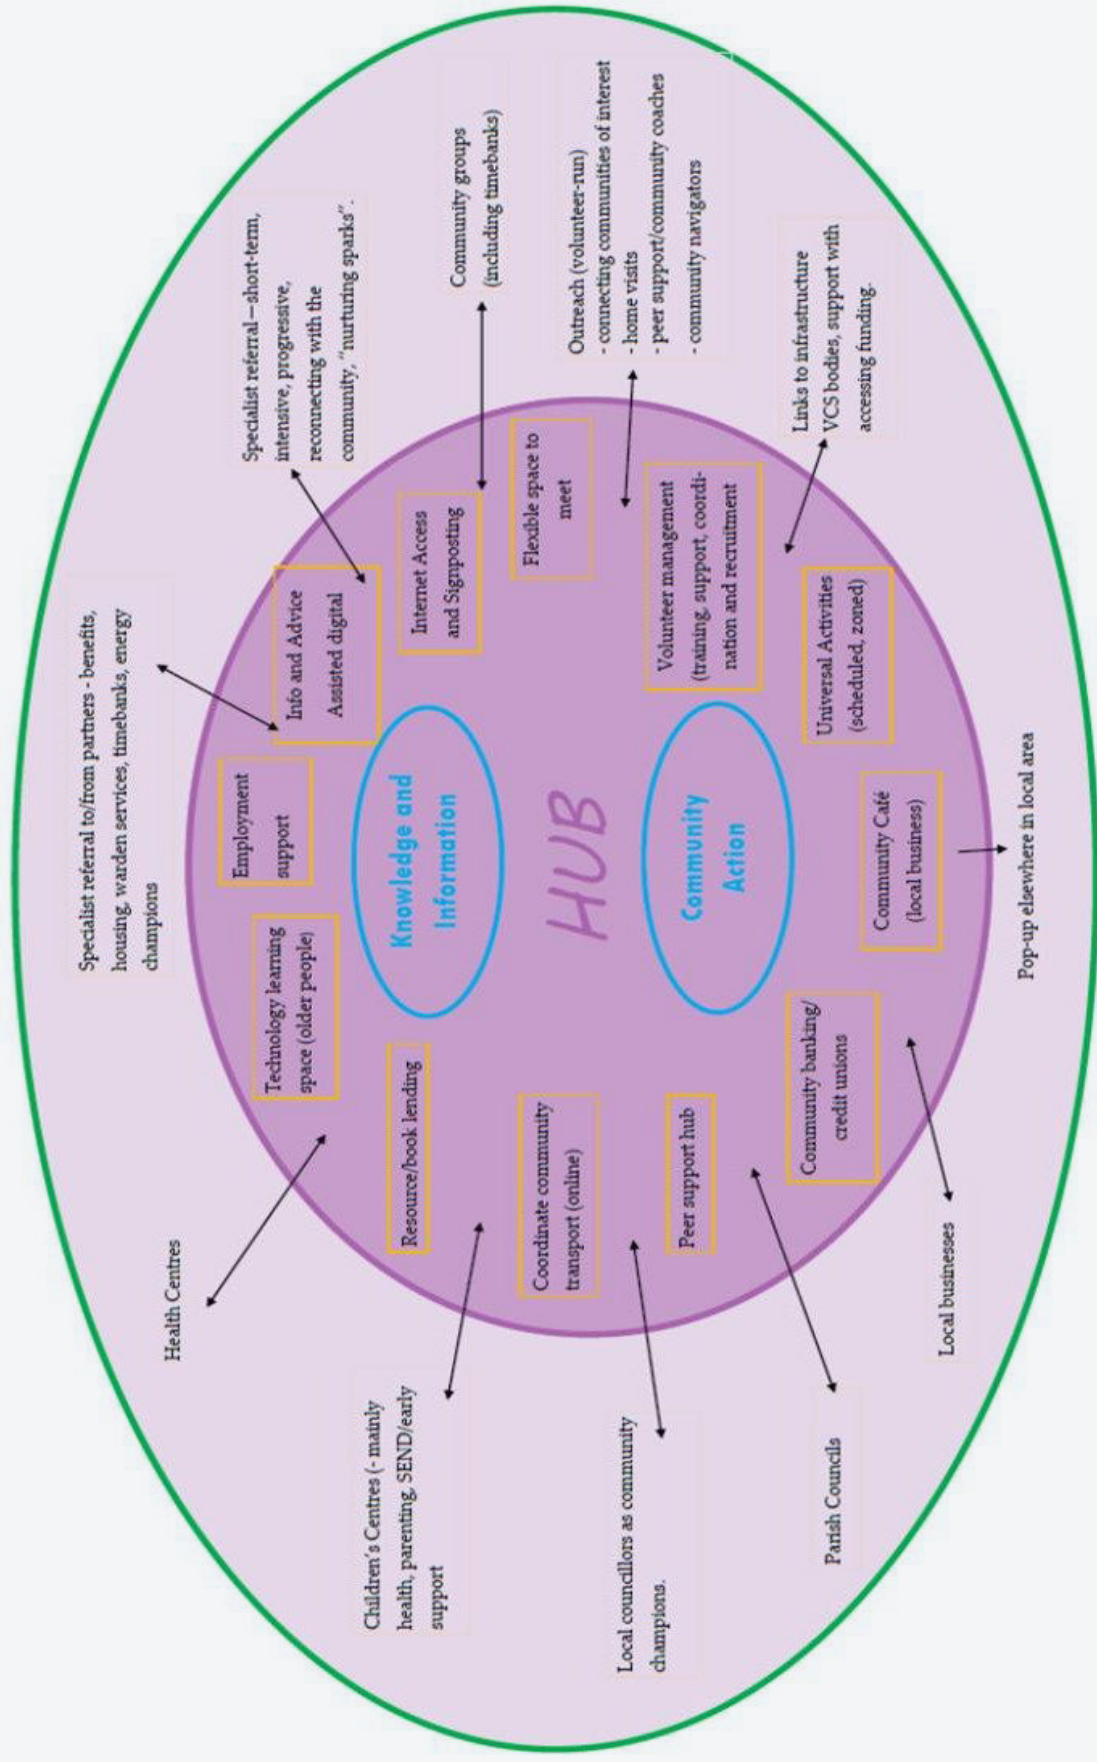 Specialist referral to/from partners - benefits,
housing, warden services, timebanks, energy
champions
Health Centres
Specialist referral—short-term,
intensive, progressive,
reconnecting with the
community, “nurturing sparks”.
Employment
support
Technology learning
space (older people)
Info and Advice
Assisted digital
Children’s Centres (- mainly
health, parenting, SEND/early
support
Resource/book lending
Knowledge and
Information
Internet Access
and Signposting
Community groups
(including timebanks)
Coordinate community
transport (online)
HUB
Flexible space to
meet
Outreach (volunteer-run)
- connecting communities of interest
- home visits
- peer support/community coaches
- community navigators
Local councillors as community
champions.
Peer support hub
Community
Action
Volunteer management
(training, support, coordi-
nation and recruitment
Parish Councils
Community banking/
credit unions
Universal Activities
(scheduled, zoned)
Links to infrastructure
VCS bodies, support with
accessing funding.
Community Café
(local business)
Local businesses
Pop-up elsewhere in local area